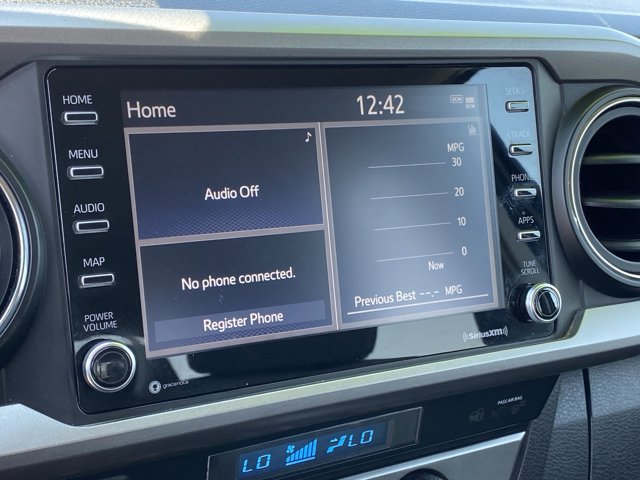 HOME
MENU
AUDIO
MAP
POWER
VOLUME
gracenote
Home
12:42
DCM
DCM
Audio Off
No phone connected.
Register Phone
MPG
30
20
10
0
Now
Previous Best --.- MPG
SEEK
TRACK
PHONE
APPS
TUNE
SCROLL
SiriusXM
PASS AIR BAG
LO
LO